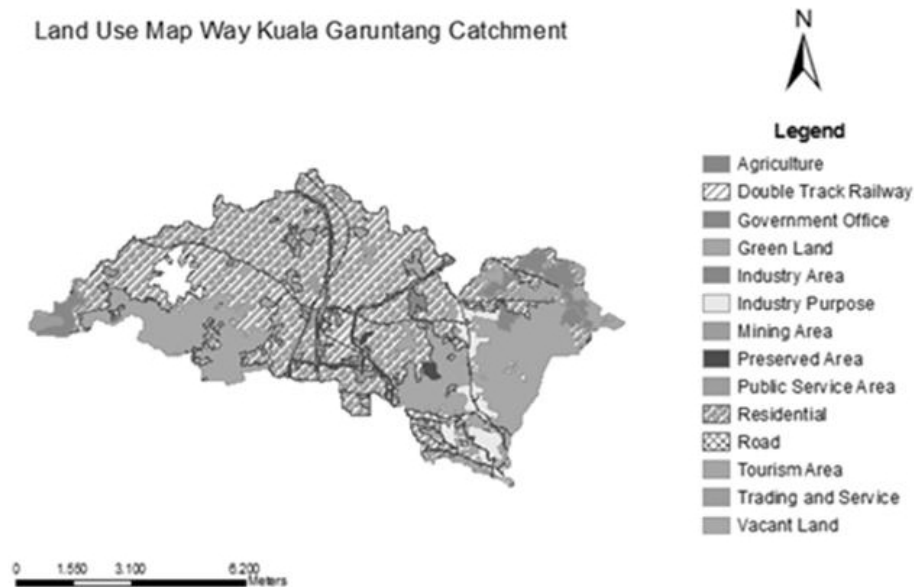 Land Use Map Way Kuala Garuntang Catchment
N
Legend
Agriculture
Double Track Railway
Government Office
Green Land
Industry Area
Industry Purpose
Mining Area
Preserved Area
Public Service Area
Residential
Road
Tourism Area
Trading and Service
Vacant Land
0 1.550 3.100 6.200
Meters